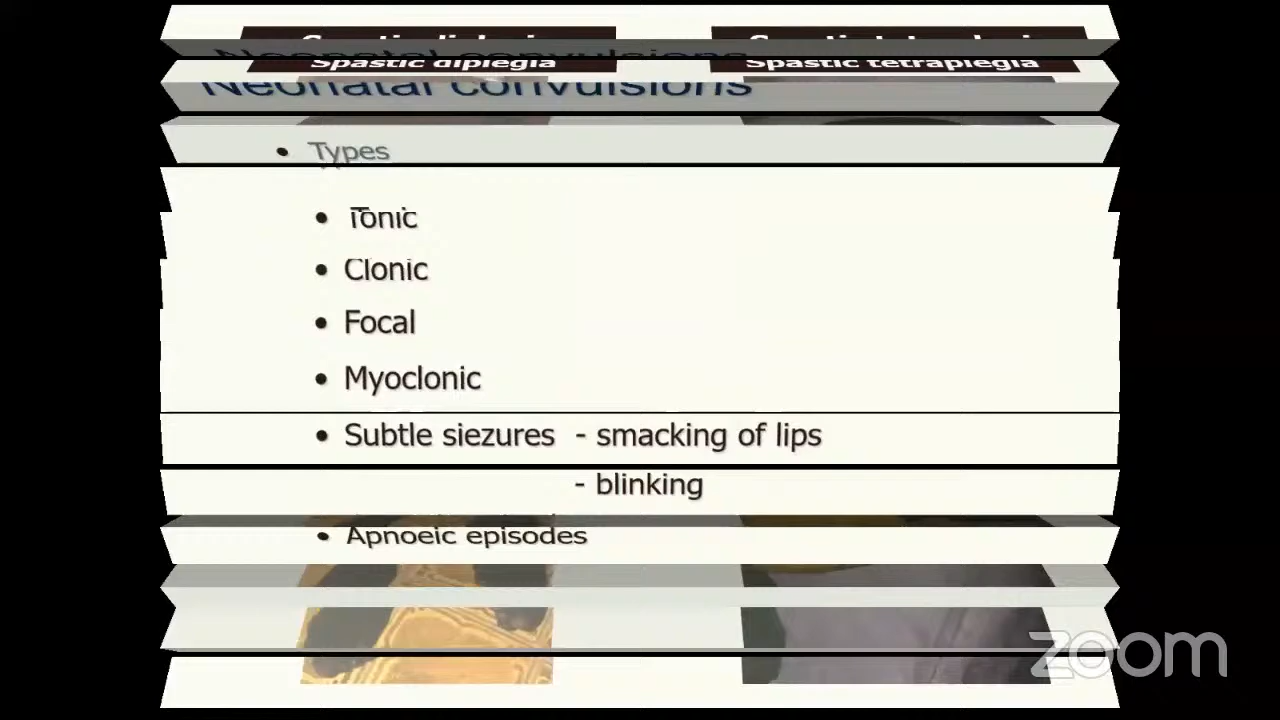 Spastic diplegia Spastic tetraplegia
Neonatal convulsions
• Types
• Tonic
• Clonic
• Focal
• Myoclonic
• Subtle siezures - smacking of lips
- blinking
• Apnoeic episodes
zoom